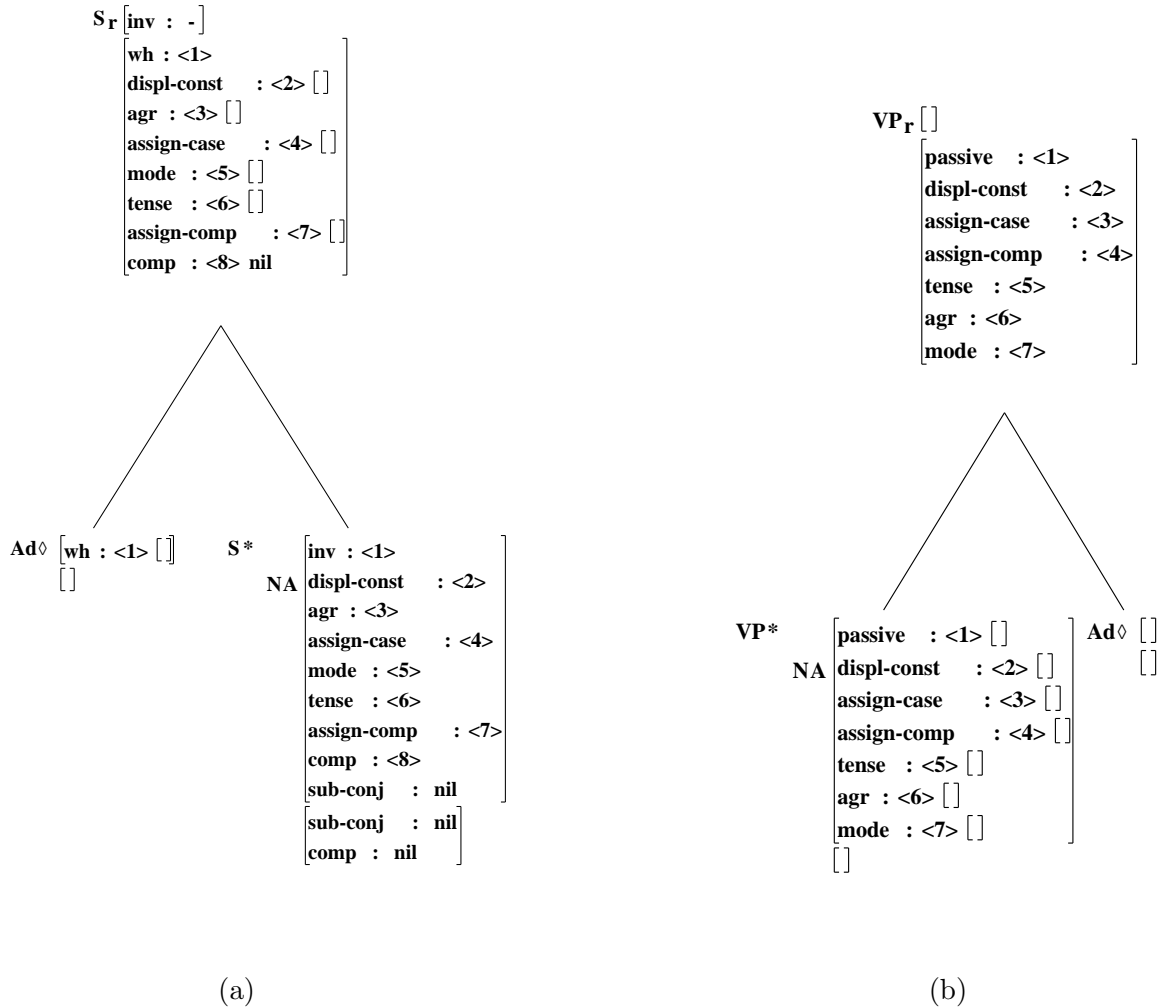 S r [inv : -]
wh : <1>
displ-const : <2> []
agr : <3> []
assign-case : <4> []
mode : <5> []
tense : <6> []
assign-comp : <7> []
comp : <8> nil
Ad◊ [wh : <1> []]
[]
S* inv : <1>
NA displ-const : <2>
agr : <3>
assign-case : <4>
mode : <5>
tense : <6>
assign-comp : <7>
comp : <8>
sub-conj : nil
sub-conj : nil
comp : nil
(a)
VP r []
passive : <1>
displ-const : <2>
assign-case : <3>
assign-comp : <4>
tense : <5>
agr : <6>
mode : <7>
VP* passive : <1> []
NA displ-const : <2> []
assign-case : <3> []
assign-comp : <4> []
tense : <5> []
agr : <6> []
mode : <7> []
[]
Ad◊ []
[]
(b)